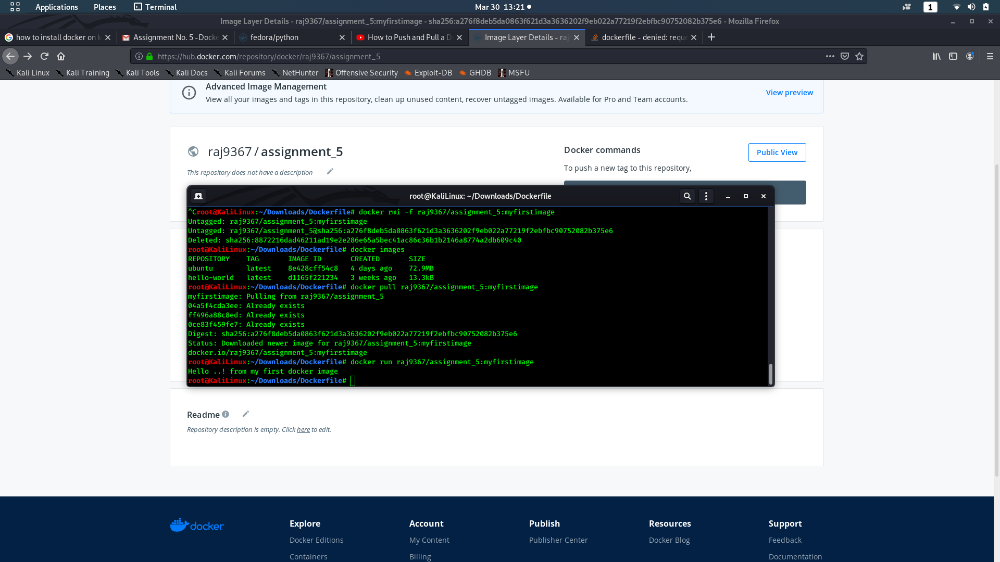 Applications Places Terminal Mar 30 13:21 1
Image Layer Details - raj9367/assignment_5:myfirstimage - sha256:a276f8deb5da0863f621d3a3636202f9eb022a77219f2ebfbc90752082b375e6 - Mozilla Firefox
how to install docker on k Assignment No. 5 -Docke fedora/python How to Push and Pull a D Image Layer Details - raj dockerfile - denied: reque
https://hub.docker.com/repository/docker/raj9367/assignment_5
Kali Linux Kali Training Kali Tools Kali Docs Kali Forums NetHunter Offensive Security Exploit-DB GHDB MSFU
Advanced Image Management
View all your images and tags in this repository, clean up unused content, recover untagged images. Available for Pro and Team accounts.
View preview
raj9367 / assignment_5
This repository does not have a description
Docker commands
To push a new tag to this repository,
Public View
root@KaliLinux: ~/Downloads/Dockerfile
^Croot@KaliLinux:~/Downloads/Dockerfile# docker rmi -f raj9367/assignment_5:myfirstimage
Untagged: raj9367/assignment_5:myfirstimage
Untagged: raj9367/assignment_5@sha256:a276f8deb5da0863f621d3a3636202f9eb022a77219f2ebfbc90752082b375e6
Deleted: sha256:8872216dad46211ad19e2e286e65a5bec41ac86c36b1b2146a8774a2db609c40
root@KaliLinux:~/Downloads/Dockerfile# docker images
REPOSITORY TAG IMAGE ID CREATED SIZE
ubuntu latest 8e428cff54c8 4 days ago 72.9MB
hello-world latest d1165f221234 3 weeks ago 13.3kB
root@KaliLinux:~/Downloads/Dockerfile# docker pull raj9367/assignment_5:myfirstimage
myfirstimage: Pulling from raj9367/assignment_5
04a5f4cda3ee: Already exists
ff496a88c8ed: Already exists
0ce83f459fe7: Already exists
Digest: sha256:a276f8deb5da0863f621d3a3636202f9eb022a77219f2ebfbc90752082b375e6
Status: Downloaded newer image for raj9367/assignment_5:myfirstimage
docker.io/raj9367/assignment_5:myfirstimage
root@KaliLinux:~/Downloads/Dockerfile# docker run raj9367/assignment_5:myfirstimage
Hello ..! from my first docker image
root@KaliLinux:~/Downloads/Dockerfile#
Readme
Repository description is empty. Click here to edit.
docker
Explore Account Publish Resources Support
Docker Editions My Content Publisher Center Docker Blog Feedback
Containers Billing Documentation